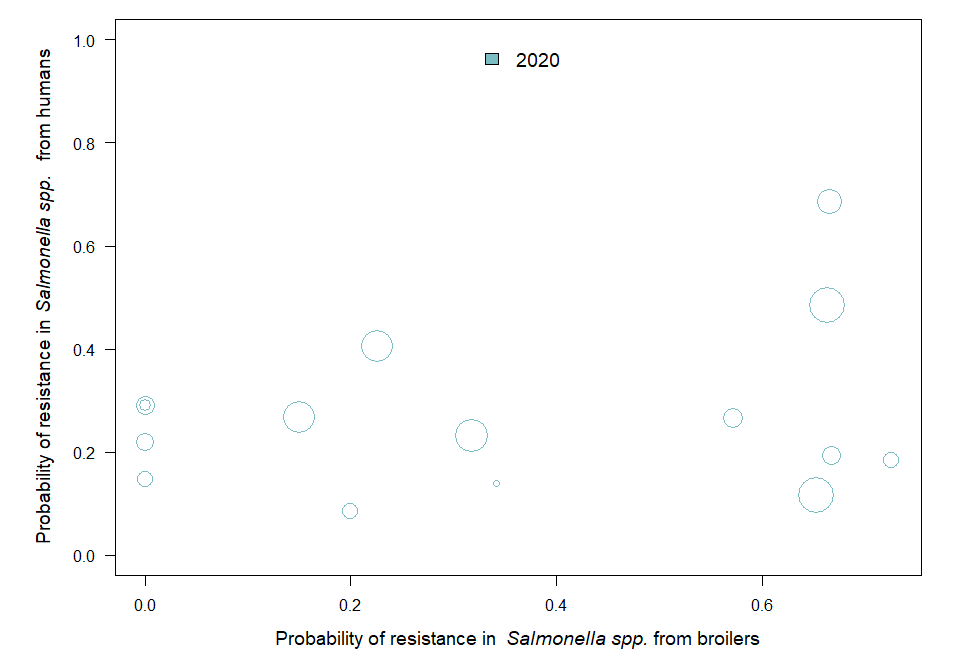 2020
Probability of resistance in Salmonella spp. from humans
1.0
0.8
0.6
0.4
0.2
0.0
0.0 0.2 0.4 0.6
Probability of resistance in Salmonella spp. from broilers